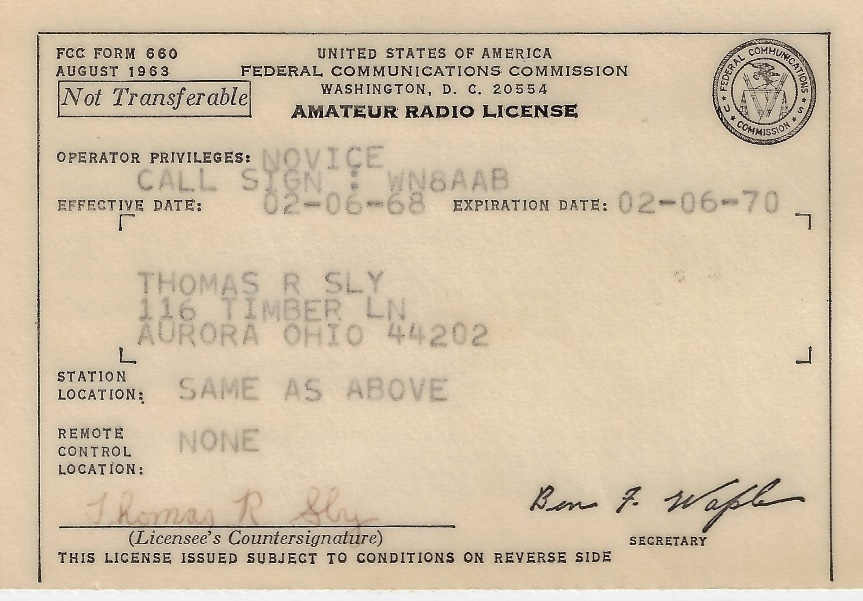 FCC FORM 660
AUGUST 1963
Not Transferable
UNITED STATES OF AMERICA
FEDERAL COMMUNICATIONS COMMISSION
WASHINGTON, D. C. 20554
AMATEUR RADIO LICENSE
FEDERAL COMMUNICATIONS COMMISSION U S
OPERATOR PRIVILEGES: NOVICE
CALL SIGN : WN8AAB
EFFECTIVE DATE: 02-06-68 EXPIRATION DATE: 02-06-70
THOMAS R SLY
116 TIMBER LN
AURORA OHIO 44202
STATION
LOCATION: SAME AS ABOVE
REMOTE
CONTROL
LOCATION: NONE
Thomas R Sly
Ben F. Waple
(Licensee's Countersignature)
SECRETARY
THIS LICENSE ISSUED SUBJECT TO CONDITIONS ON REVERSE SIDE